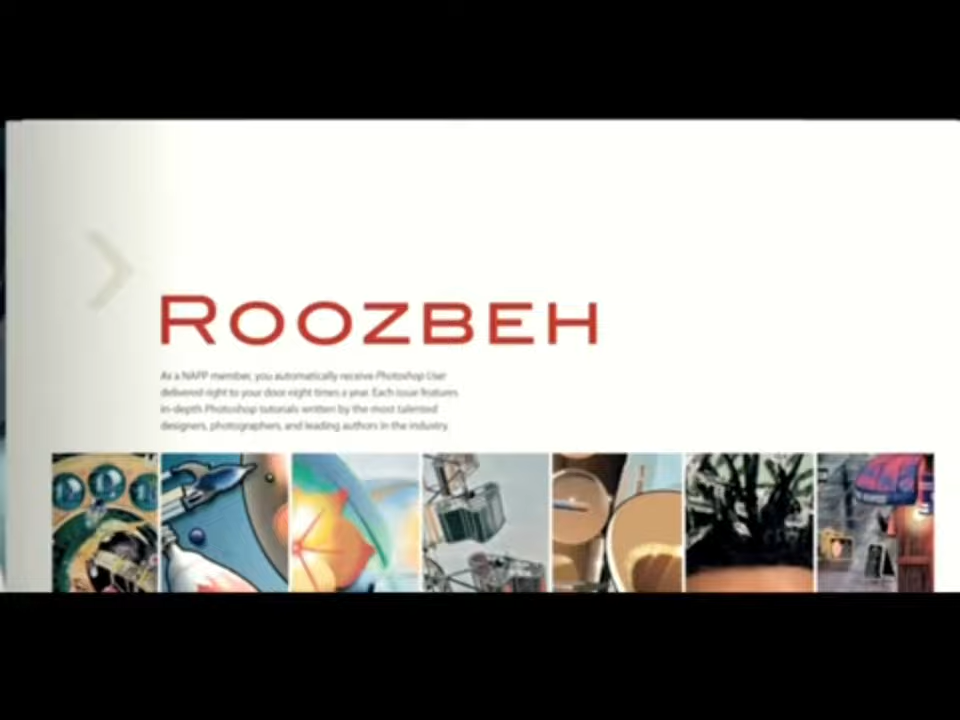 ROOZBEH
As a NAPP member, you automatically receive Photoshop User
delivered right to your door eight times a year. Each issue features
in-depth Photoshop tutorials written by the most talented
designers, photographers, and leading authors in the industry.